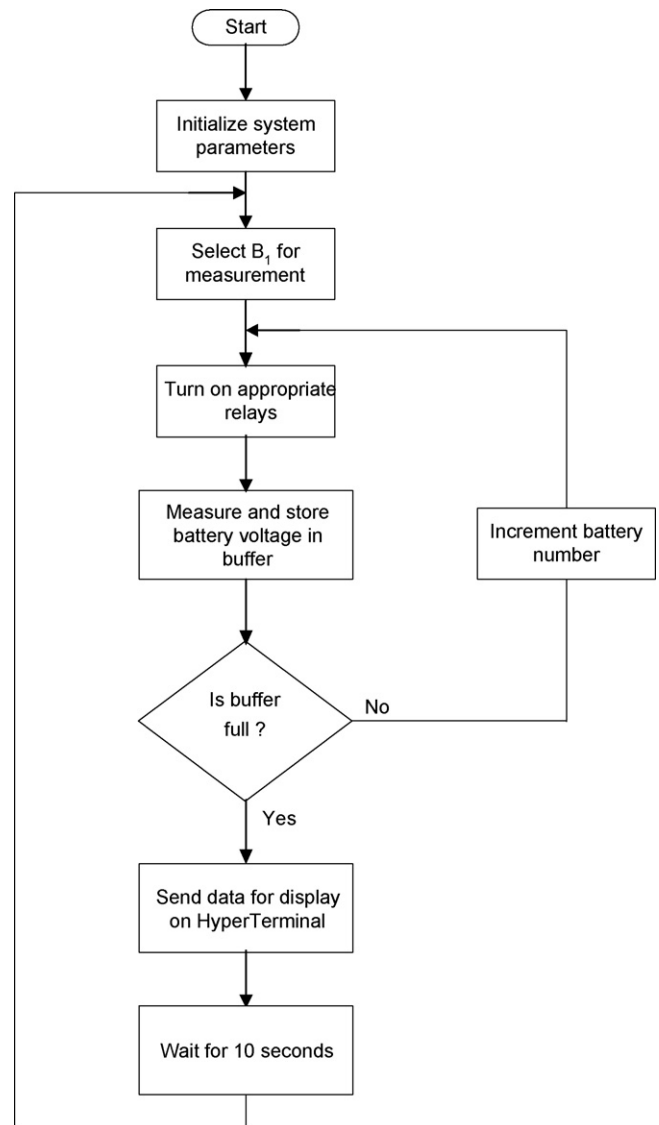 Start
Initialize system
parameters
Select B₁ for
measurement
Turn on appropriate
relays
Measure and store
battery voltage in
buffer
Increment battery
number
Is buffer
full ?
No
Yes
Send data for display
on HyperTerminal
Wait for 10 seconds